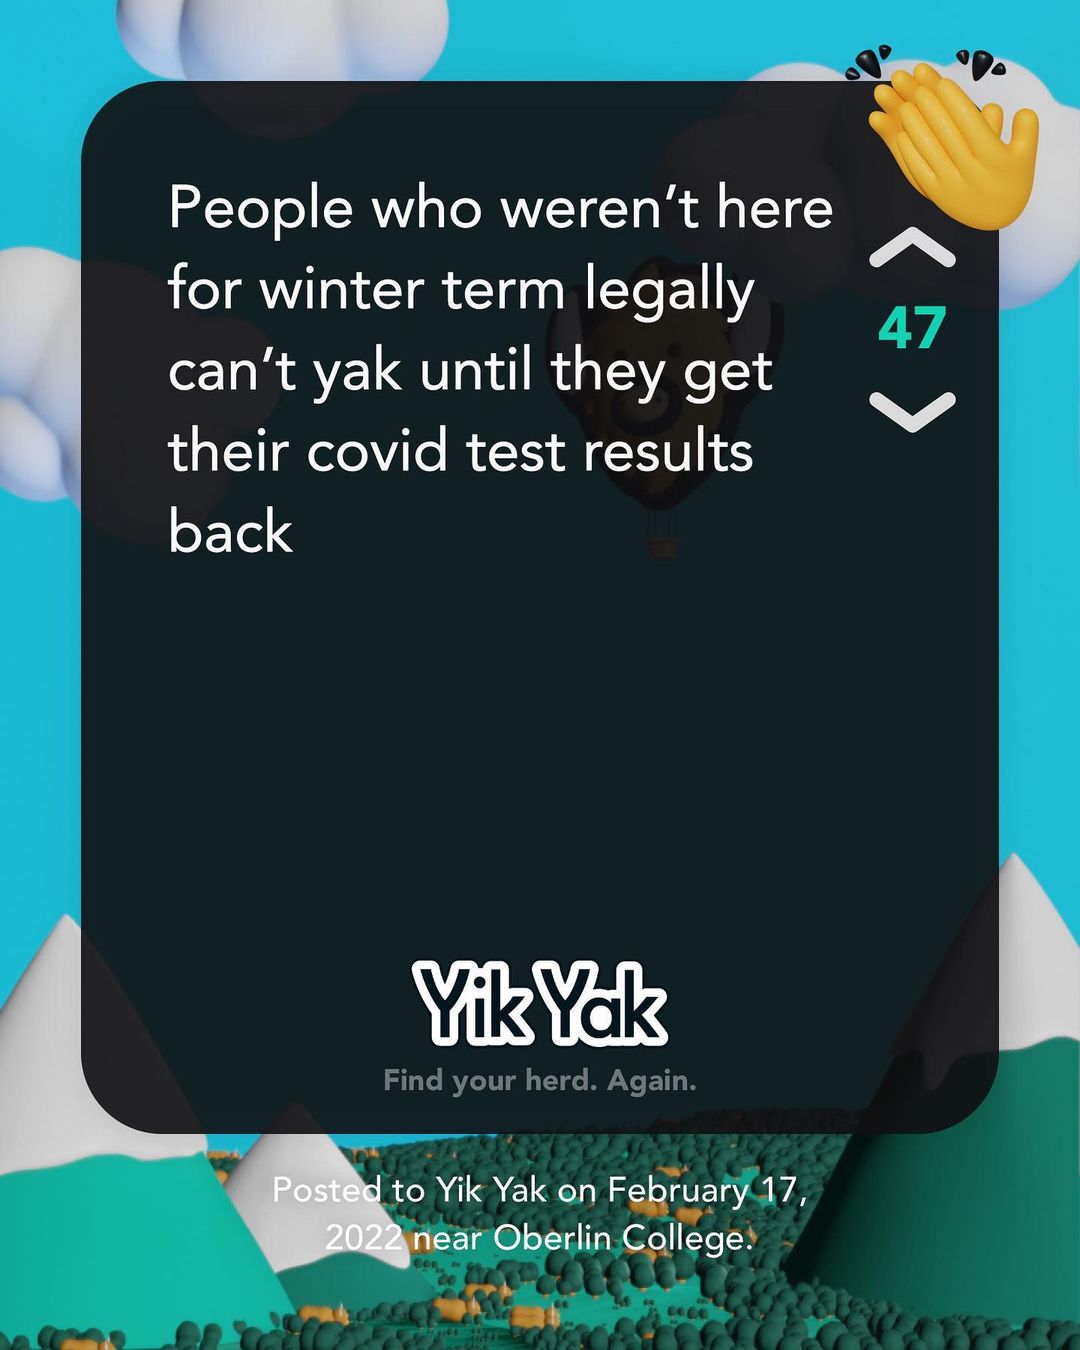 People who weren’t here
for winter term legally
can’t yak until they get
their covid test results
back
47
Yik Yak
Find your herd. Again.
Posted to Yik Yak on February 17,
2022 near Oberlin College.